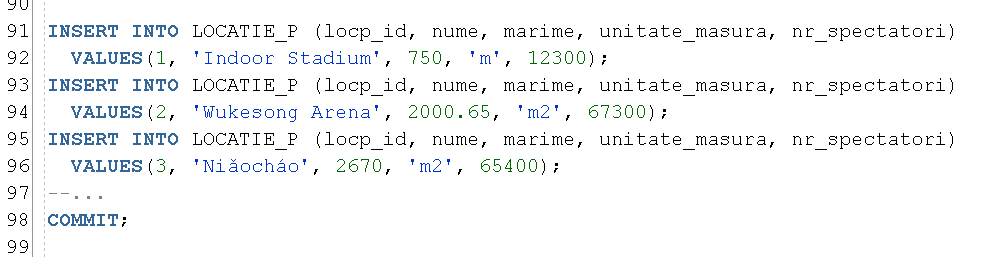 90
91 INSERT INTO LOCATIE_P (locp_id, nume, marime, unitate_masura, nr_spectatori)
92 VALUES(1, 'Indoor Stadium', 750, 'm', 12300);
93 INSERT INTO LOCATIE_P (locp_id, nume, marime, unitate_masura, nr_spectatori)
94 VALUES(2, 'Wukesong Arena', 2000.65, 'm2', 67300);
95 INSERT INTO LOCATIE_P (locp_id, nume, marime, unitate_masura, nr_spectatori)
96 VALUES(3, 'Niǎocháo', 2670, 'm2', 65400);
97 --...
98 COMMIT;
99